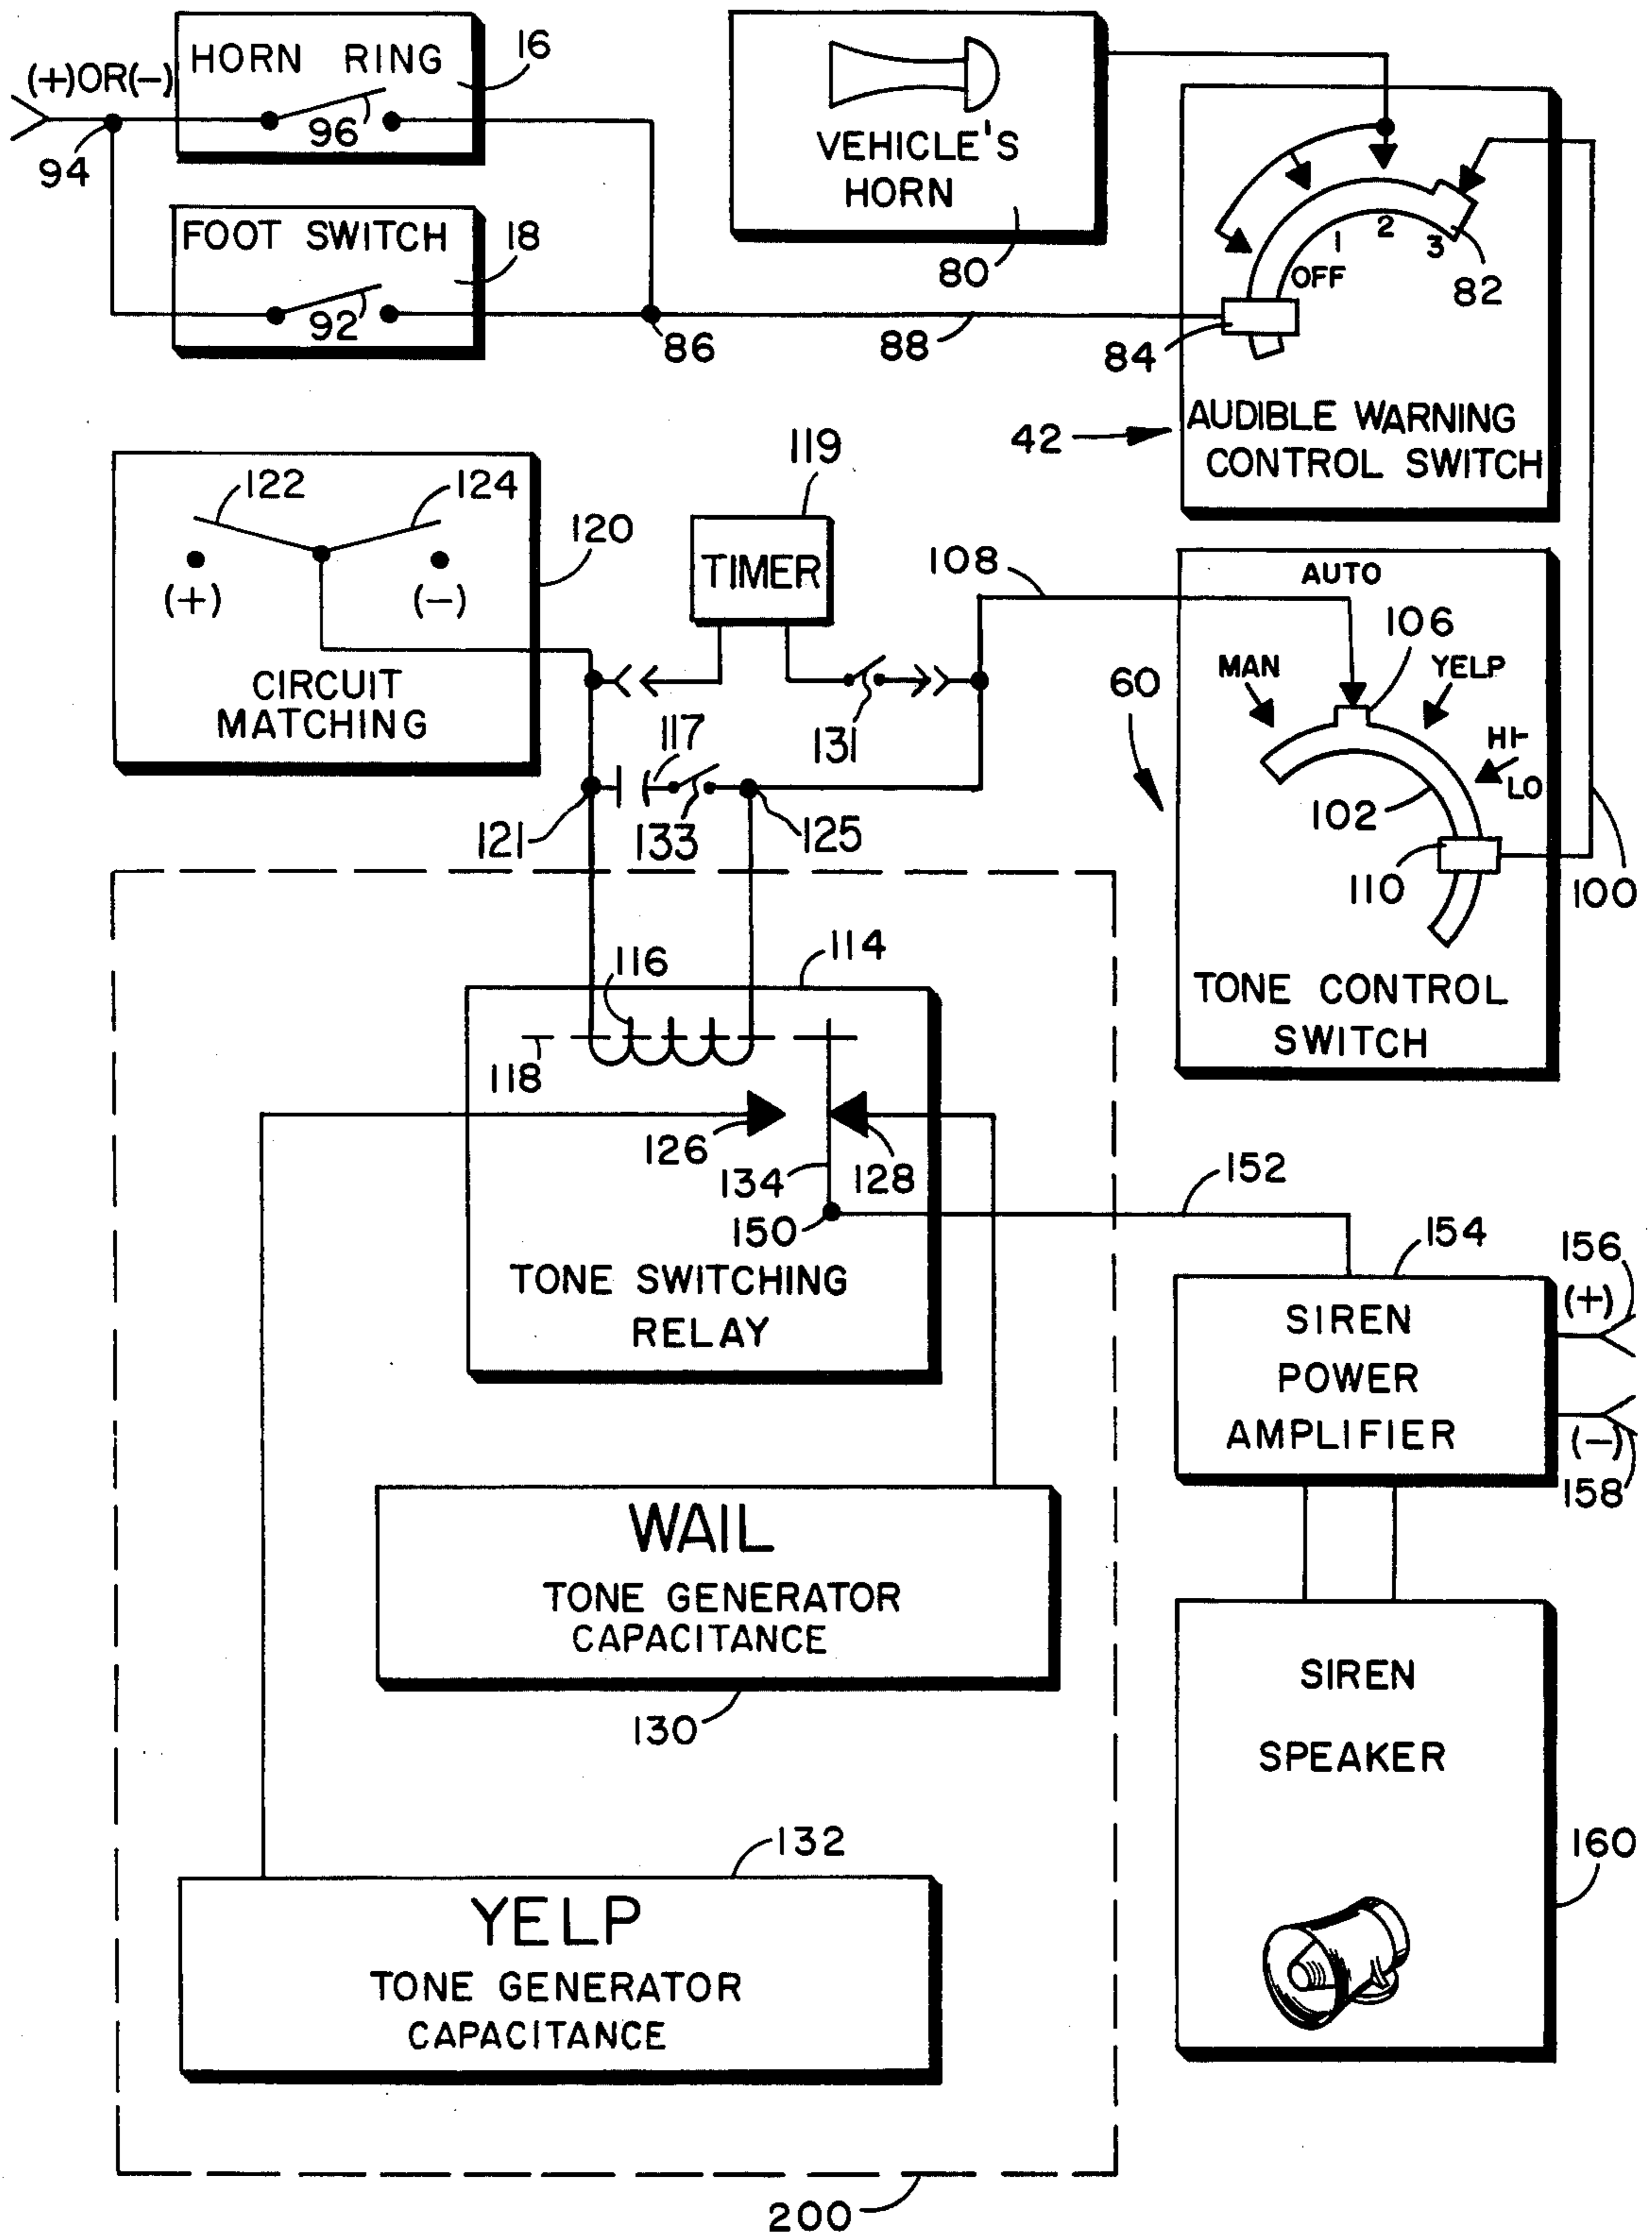 HORN RING
16
(+)OR(-)
96
94
FOOT SWITCH
18
92
86
88
VEHICLE'S
HORN
80
OFF
1
2
3
82
84
AUDIBLE WARNING
CONTROL SWITCH
42
122
124
(+)
(-)
120
CIRCUIT
MATCHING
119
TIMER
108
131
117
133
121
125
AUTO
106
MAN
YELP
HI-
LO
60
102
110
100
TONE CONTROL
SWITCH
114
116
118
126
128
134
150
152
TONE SWITCHING
RELAY
154
156
(+)
SIREN
POWER
AMPLIFIER
(-)
158
WAIL
TONE GENERATOR
CAPACITANCE
130
SIREN
SPEAKER
160
132
YELP
TONE GENERATOR
CAPACITANCE
200